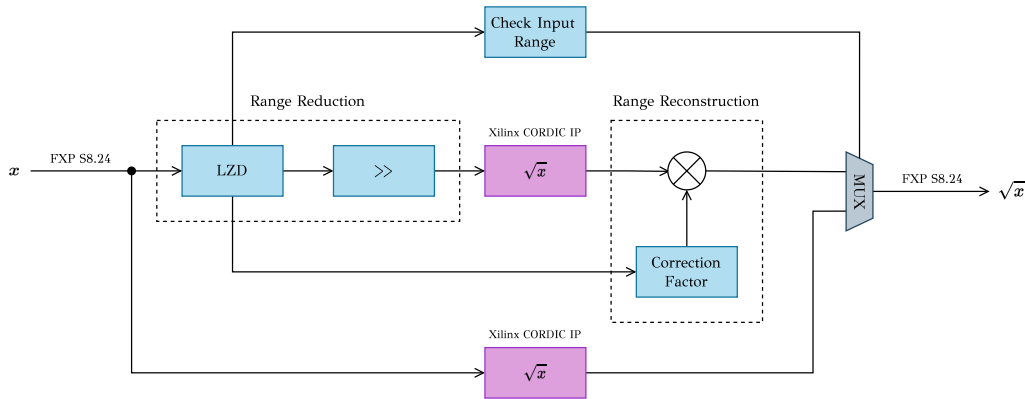 Check Input
Range
Range Reduction
Range Reconstruction
Xilinx CORDIC IP
x
FXP S8.24
LZD
>>
√x
MUX
FXP S8.24
√x
Correction
Factor
Xilinx CORDIC IP
√x